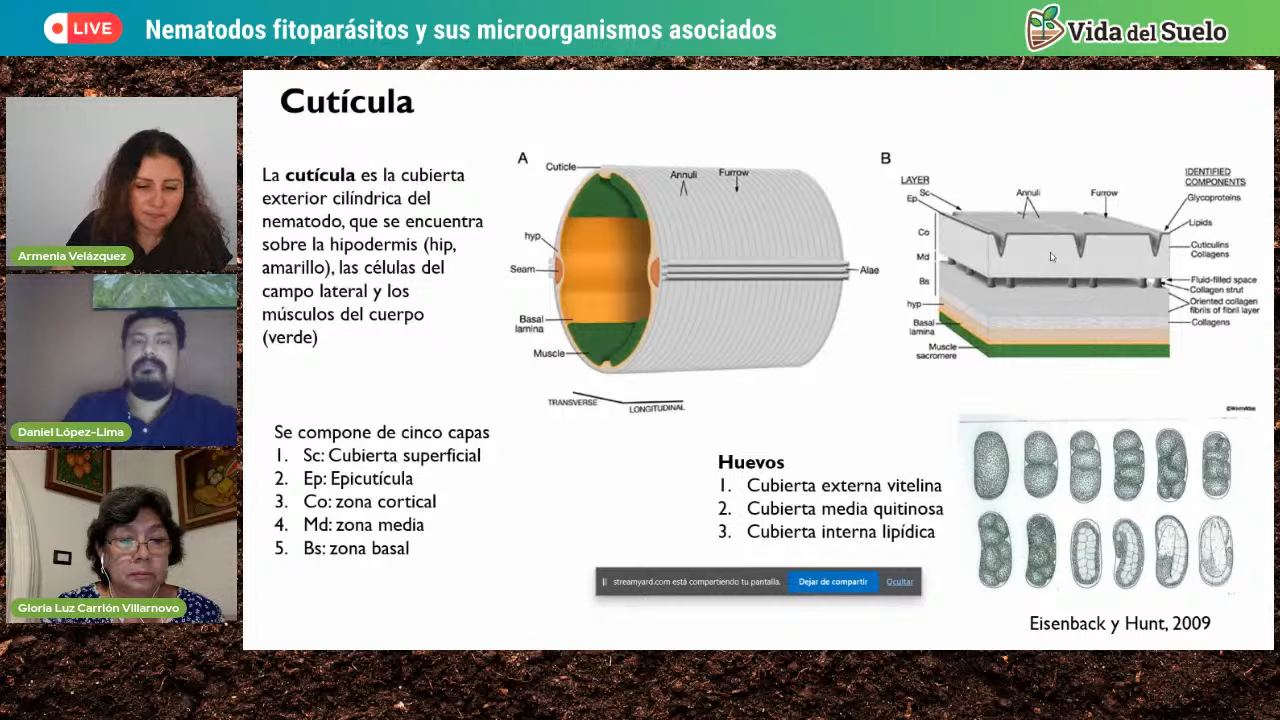 LIVE
Nematodos fitoparásitos y sus microorganismos asociados
Vida del Suelo
Armenia Velázquez
Daniel López-Lima
Gloria Luz Carrión Villarnovo
Cutícula
La cutícula es la cubierta
exterior cilíndrica del
nematodo, que se encuentra
sobre la hipodermis (hip,
amarillo), las células del
campo lateral y los
músculos del cuerpo
(verde)
A
Cuticle
Annuli
Furrow
hyp
Seam
Alae
Basal
lamina
Muscle
TRANSVERSE
LONGITUDINAL
B
LAYER
Sc
Ep
Co
Md
Bs
hyp
Basal
lamina
Muscle
sacromere
Annuli
Furrow
IDENTIFIED
COMPONENTS
Glycoproteins
Lipids
Cuticulins
Collagens
Fluid-filled space
Collagen strut
Oriented collagen
fibrils of fibril layer
Collagens
©WormAtlas
Se compone de cinco capas
1. Sc: Cubierta superficial
2. Ep: Epicutícula
3. Co: zona cortical
4. Md: zona media
5. Bs: zona basal
Huevos
1. Cubierta externa vitelina
2. Cubierta media quitinosa
3. Cubierta interna lipídica
streamyard.com está compartiendo tu pantalla.
Dejar de compartir
Ocultar
Eisenback y Hunt, 2009